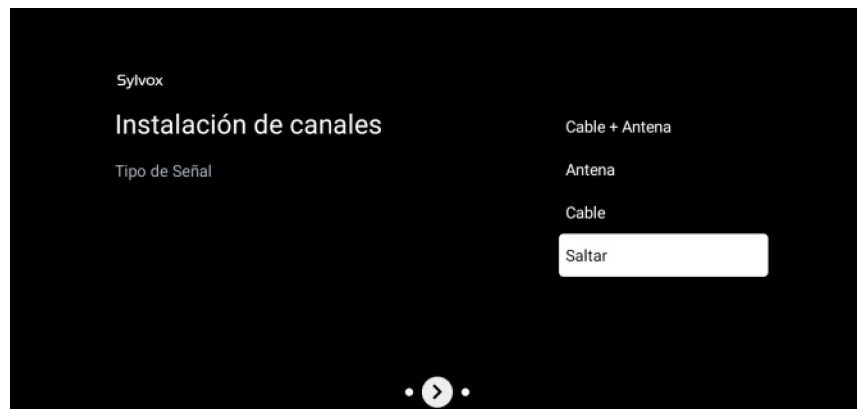 Sylvox
Instalación de canales
Tipo de Señal
Cable + Antena
Antena
Cable
Saltar